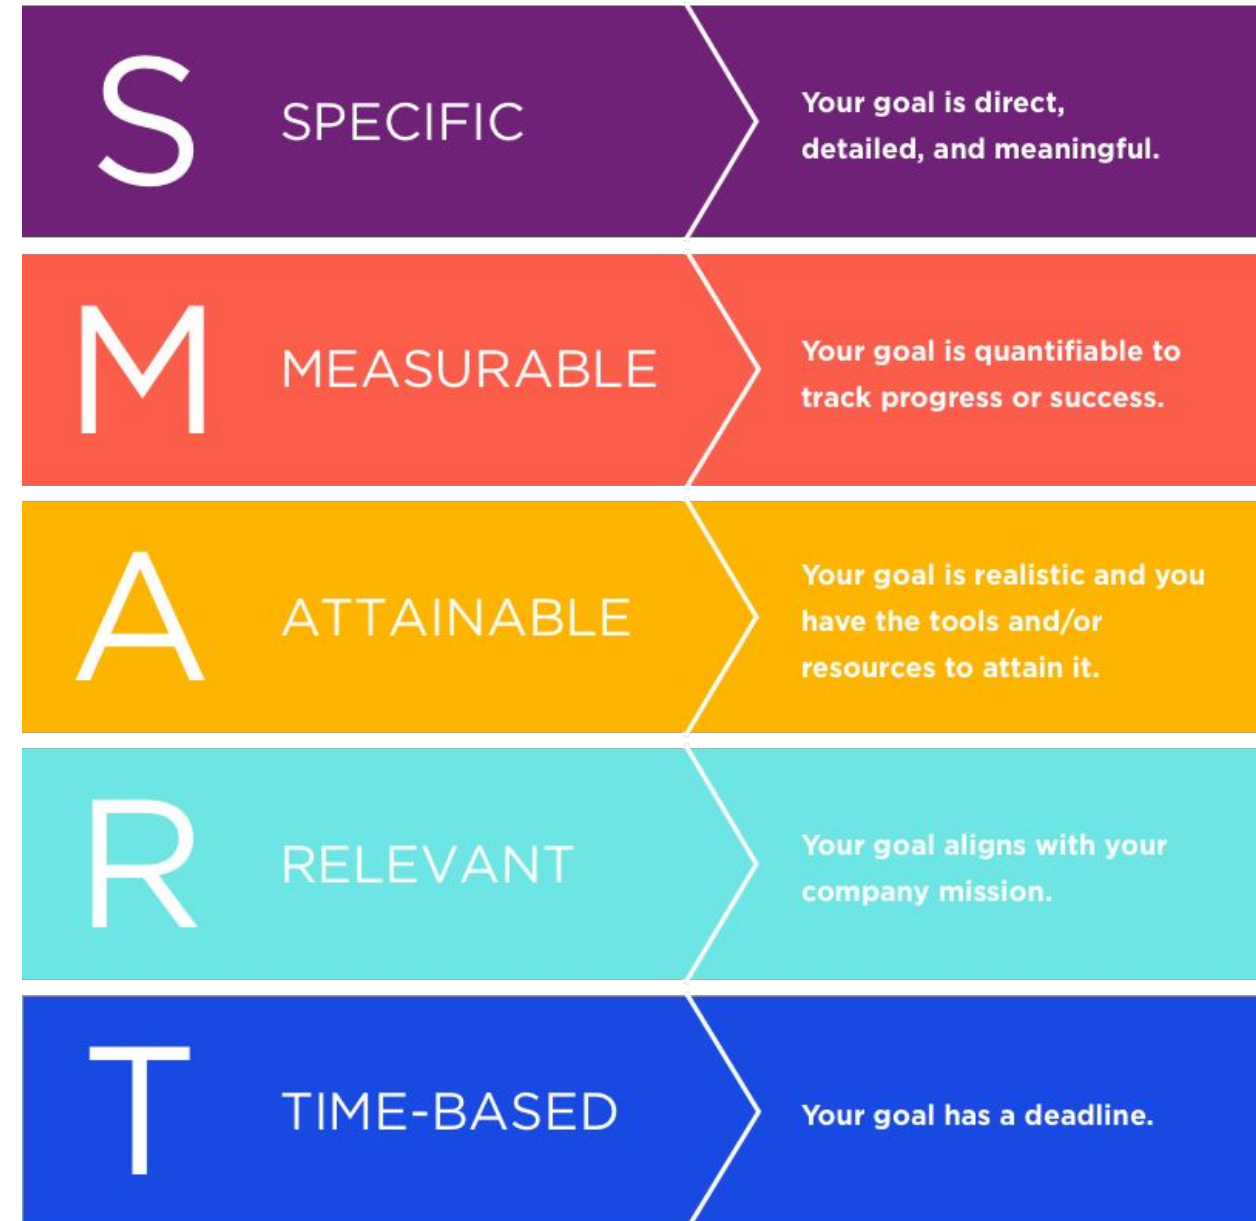 S SPECIFIC
Your goal is direct,
detailed, and meaningful.
M MEASURABLE
Your goal is quantifiable to
track progress or success.
A ATTAINABLE
Your goal is realistic and you
have the tools and/or
resources to attain it.
R RELEVANT
Your goal aligns with your
company mission.
T TIME-BASED
Your goal has a deadline.